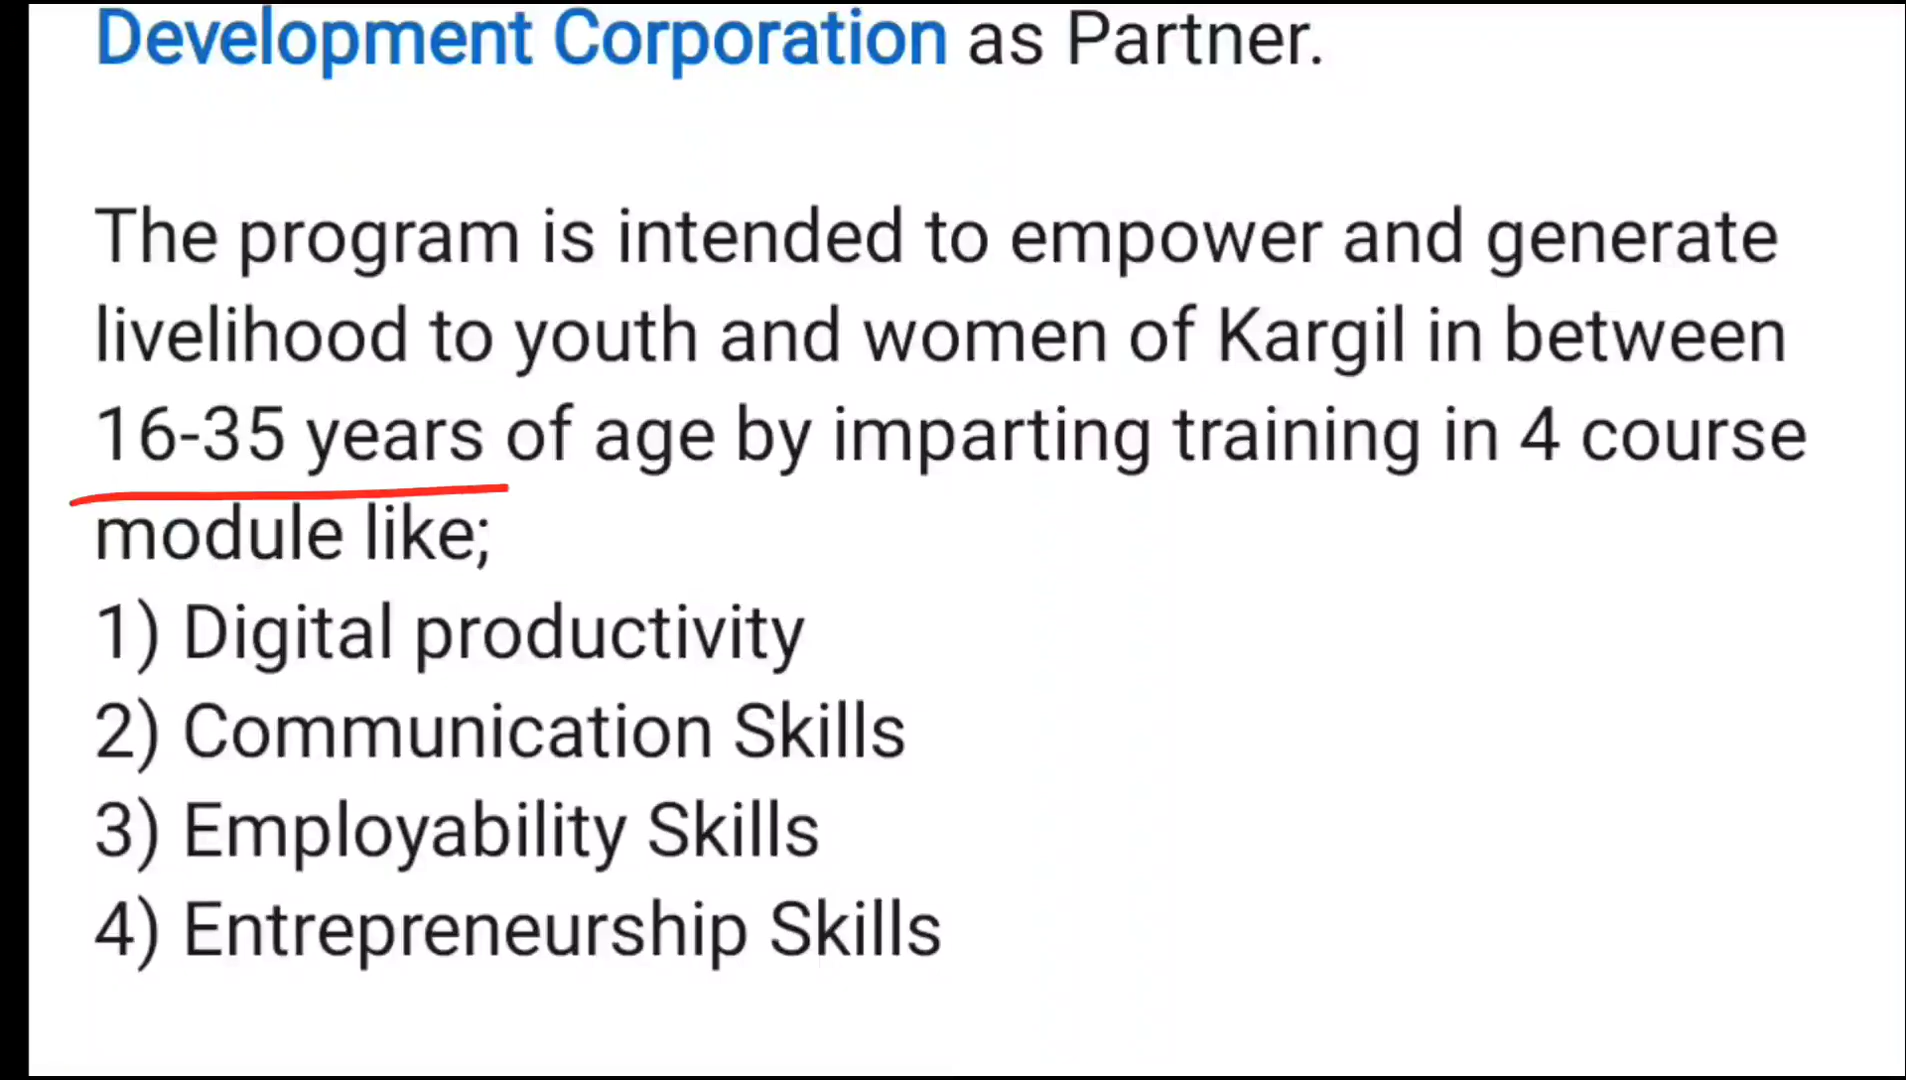 Development Corporation as Partner.
The program is intended to empower and generate
livelihood to youth and women of Kargil in between
16-35 years of age by imparting training in 4 course
module like;
1) Digital productivity
2) Communication Skills
3) Employability Skills
4) Entrepreneurship Skills